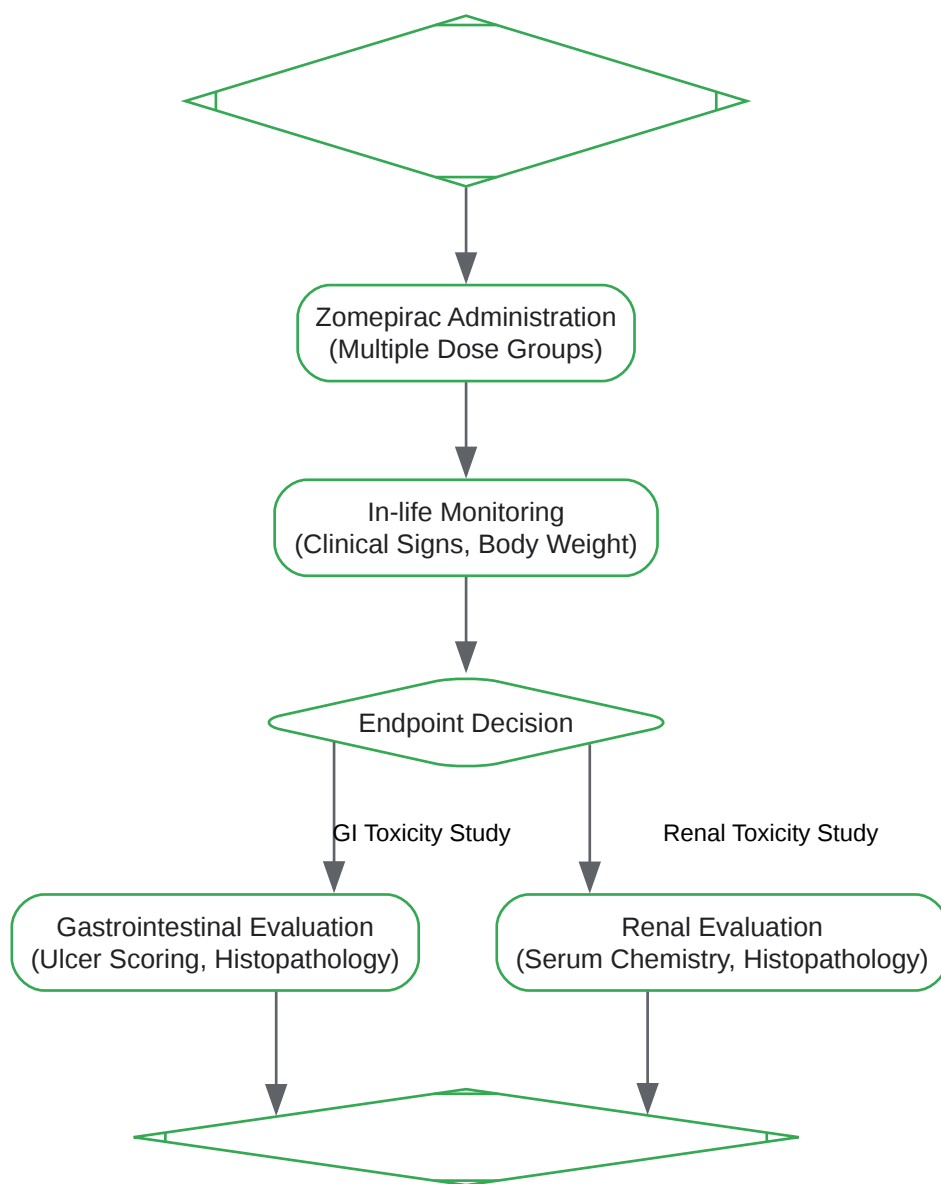 Zomepirac Administration
(Multiple Dose Groups)
In-life Monitoring
(Clinical Signs, Body Weight)
Endpoint Decision
GI Toxicity Study
Renal Toxicity Study
Gastrointestinal Evaluation
(Ulcer Scoring, Histopathology)
Renal Evaluation
(Serum Chemistry, Histopathology)